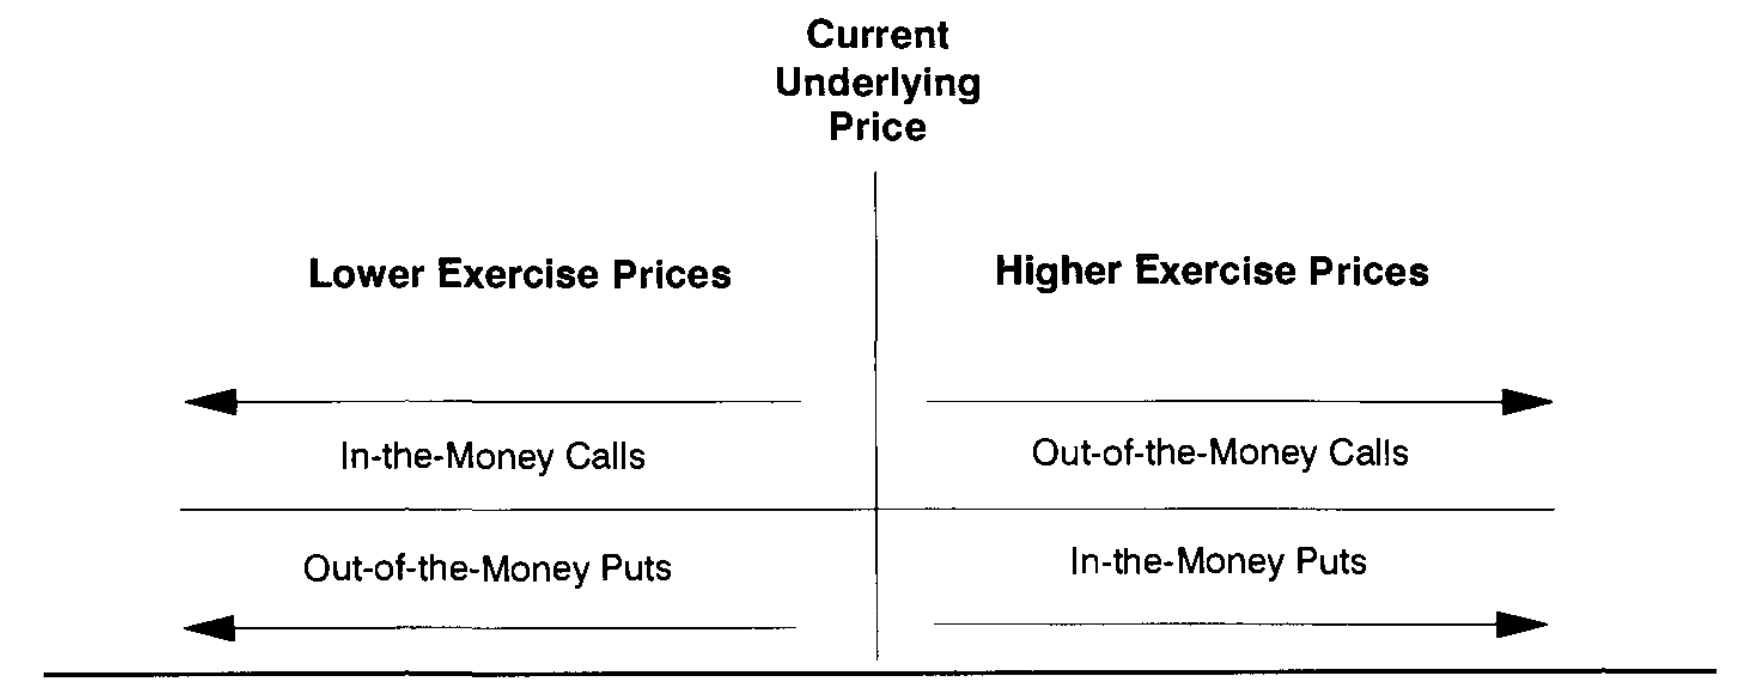 Current
Underlying
Price
Lower Exercise Prices
Higher Exercise Prices
In-the-Money Calls
Out-of-the-Money Calls
Out-of-the-Money Puts
In-the-Money Puts